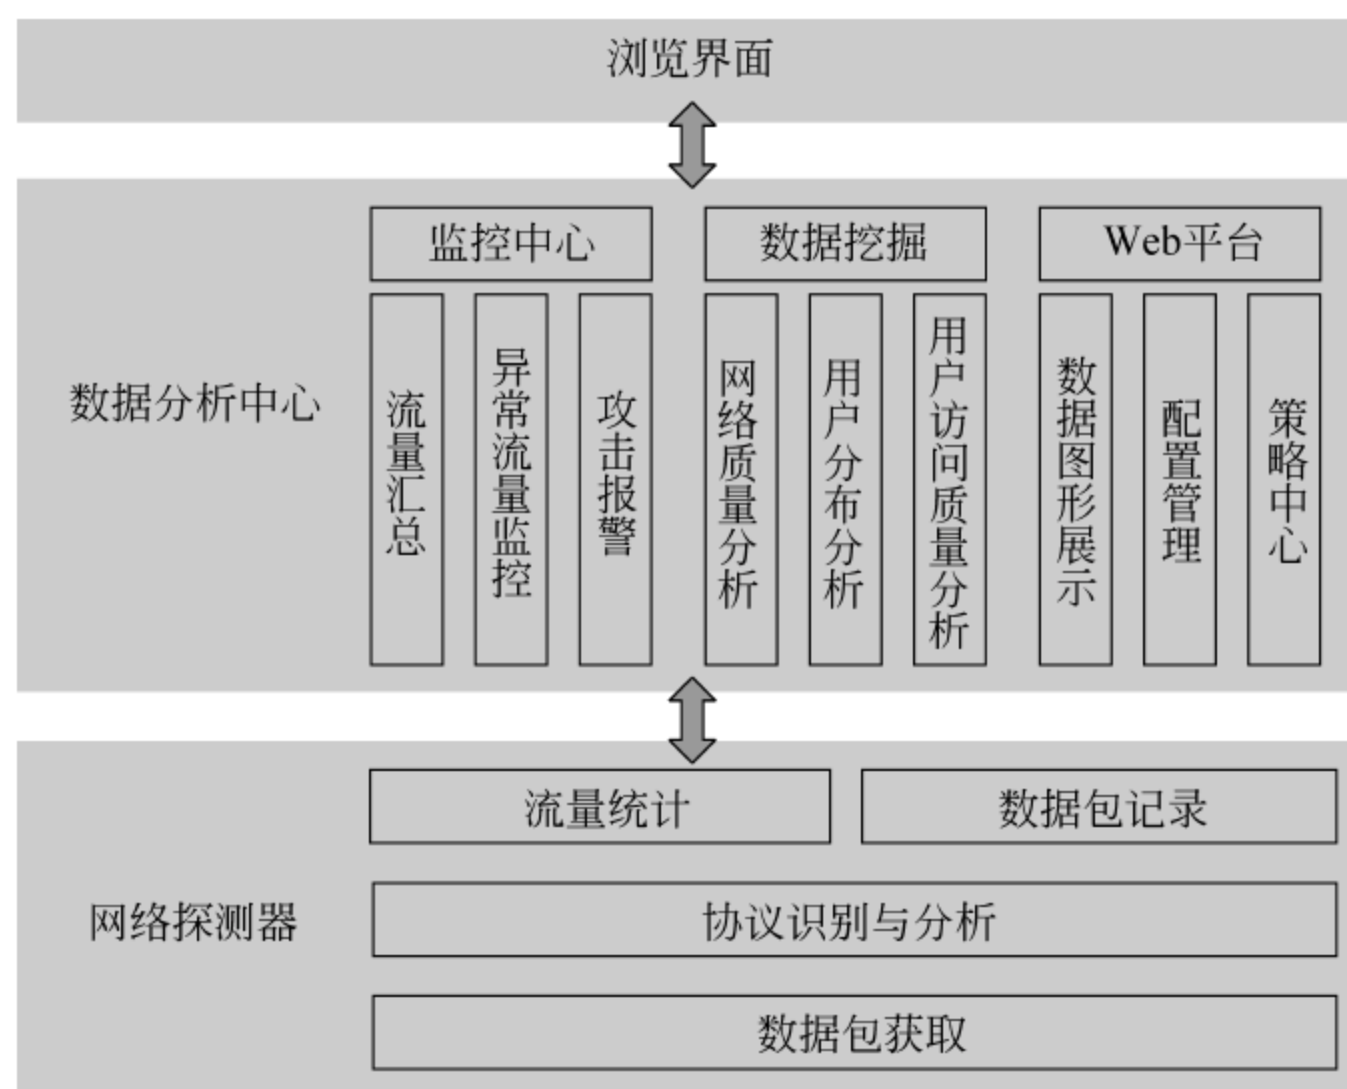 浏览界面
数据分析中心
监控中心
流量汇总
异常流量监控
攻击报警
数据挖掘
网络质量分析
用户分布分析
用户访问质量分析
Web平台
数据图形展示
配置管理
策略中心
网络探测器
流量统计
数据包记录
协议识别与分析
数据包获取